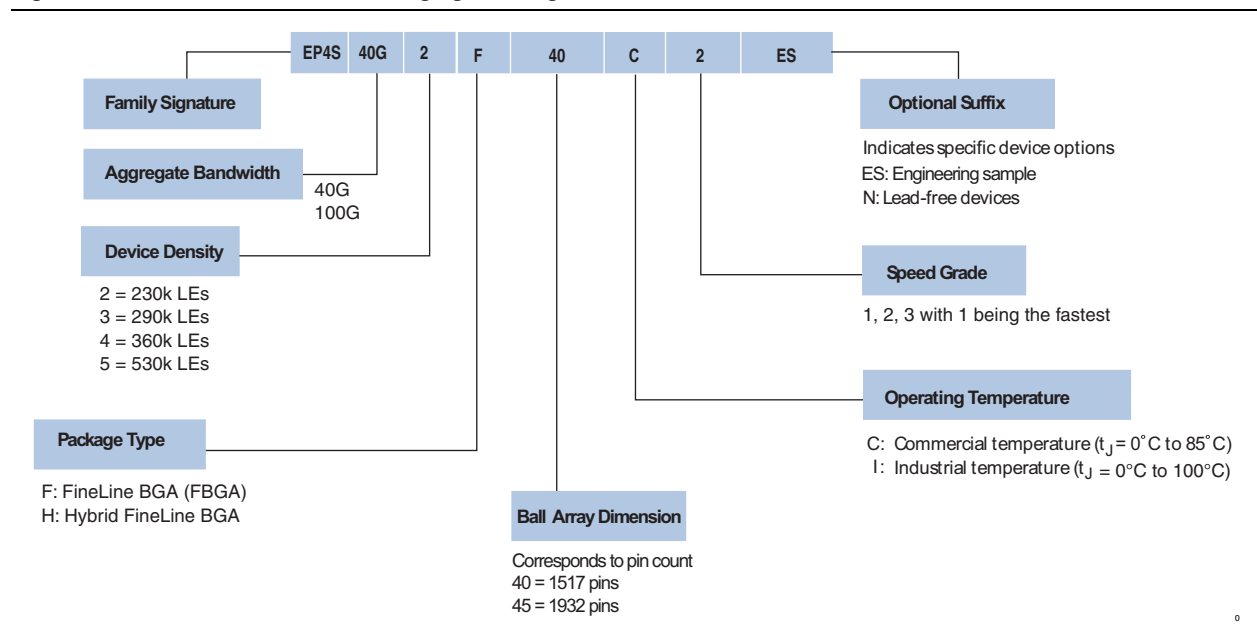 EP4S 40G 2 F 40 C 2 ES
Family Signature
Aggregate Bandwidth
40G
100G
Device Density
2 = 230k LEs
3 = 290k LEs
4 = 360k LEs
5 = 530k LEs
Package Type
F: FineLine BGA (FBGA)
H: Hybrid FineLine BGA
Ball Array Dimension
Corresponds to pin count
40 = 1517 pins
45 = 1932 pins
Optional Suffix
Indicates specific device options
ES: Engineering sample
N: Lead-free devices
Speed Grade
1, 2, 3 with 1 being the fastest
Operating Temperature
C: Commercial temperature (tJ = 0˚C to 85˚C)
I: Industrial temperature (tJ = 0°C to 100°C)